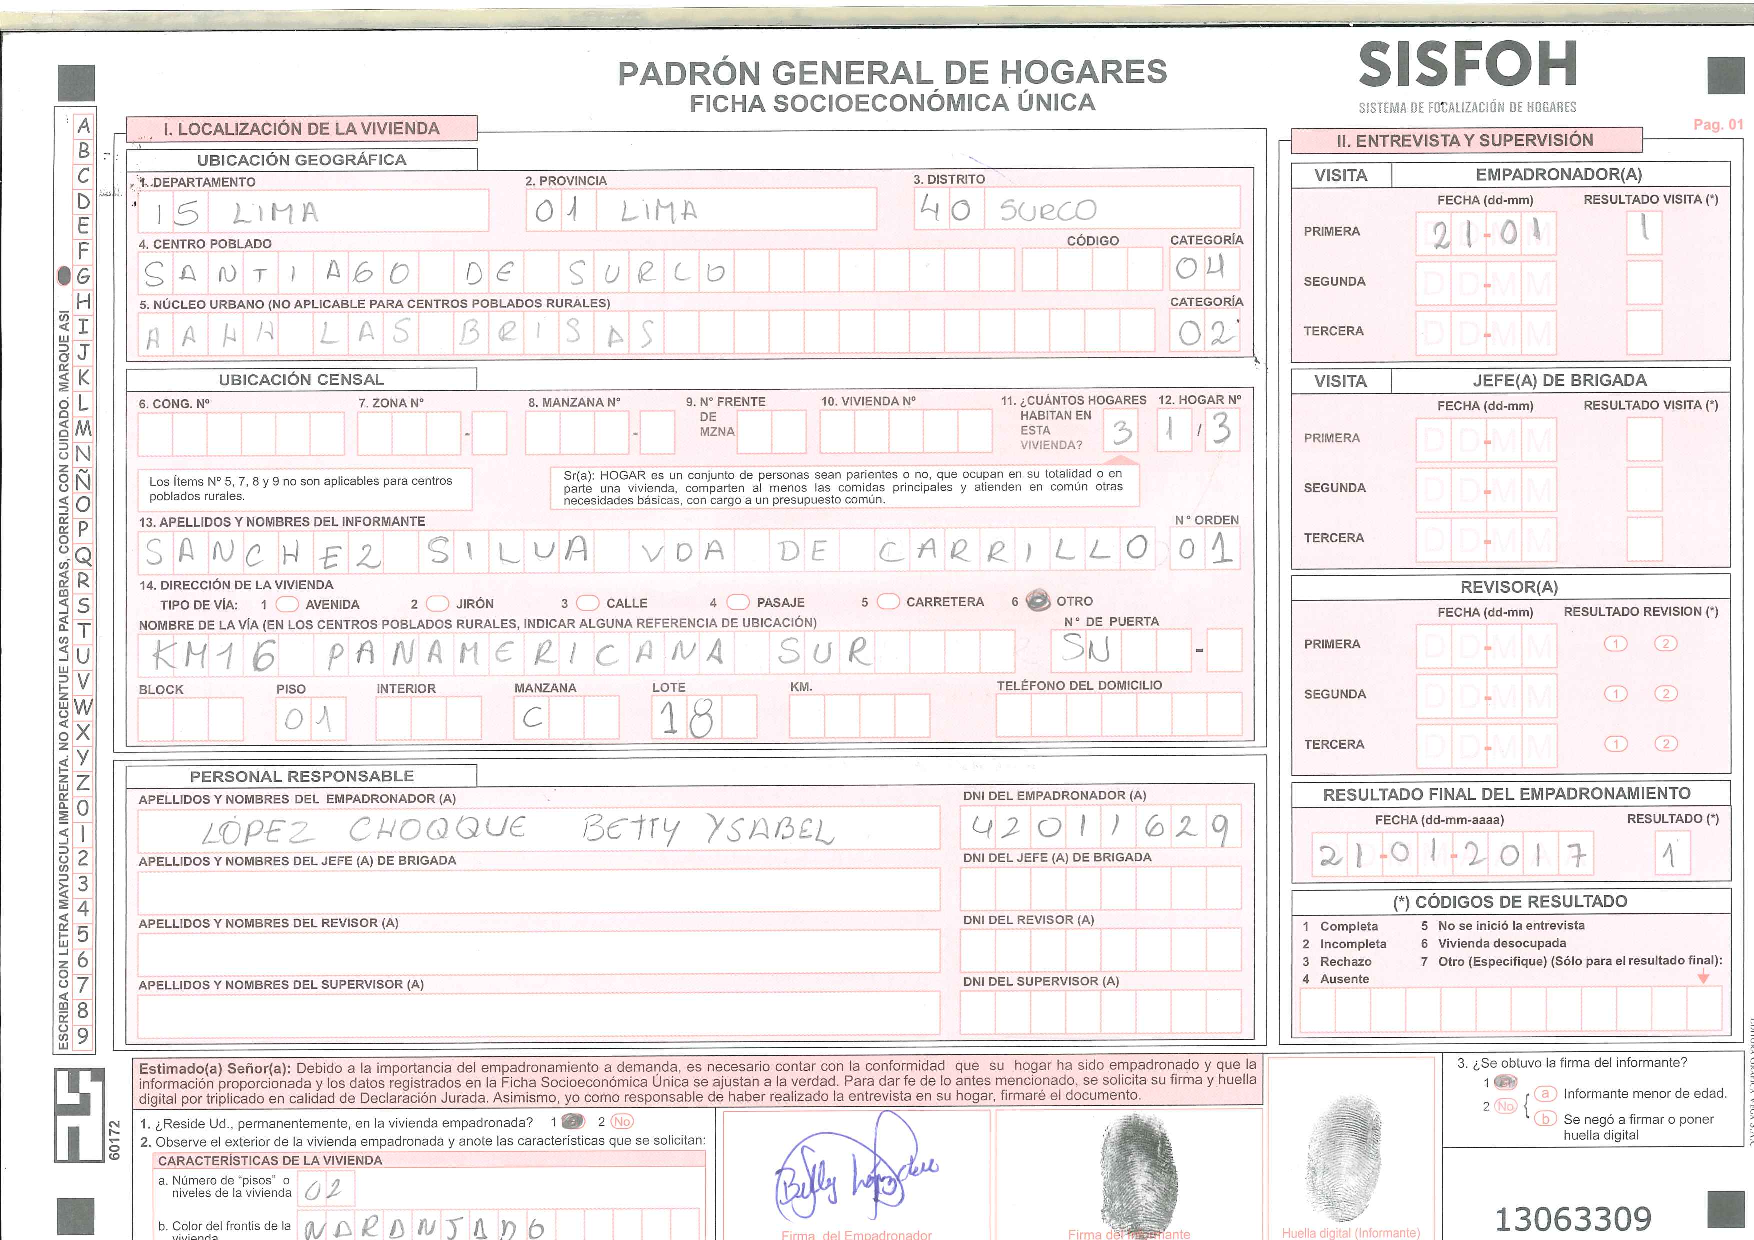 PADRÓN GENERAL DE HOGARES
FICHA SOCIOECONÓMICA ÚNICA
SISFOH
SISTEMA DE FOCALIZACIÓN DE HOGARES
Pag. 01
ESCRIBA CON LETRA MAYUSCULA IMPRENTA. NO ACENTUE LAS PALABRAS, CORRIJA CON CUIDADO. MARQUE ASI
A B C D E F G H I J K L M N Ñ O P Q R S T U V W X Y Z 0 1 2 3 4 5 6 7 8 9
I. LOCALIZACIÓN DE LA VIVIENDA
UBICACIÓN GEOGRÁFICA
1. DEPARTAMENTO 2. PROVINCIA 3. DISTRITO
15 LIMA 01 LIMA 40 SURCO
4. CENTRO POBLADO CÓDIGO CATEGORÍA
SANTIAGO DE SURCO 04
5. NÚCLEO URBANO (NO APLICABLE PARA CENTROS POBLADOS RURALES) CATEGORÍA
AAHH LAS BRISAS 02
UBICACIÓN CENSAL
6. CONG. Nº 7. ZONA Nº 8. MANZANA Nº 9. Nº FRENTE DE MZNA 10. VIVIENDA Nº 11. ¿CUÁNTOS HOGARES HABITAN EN ESTA VIVIENDA? 12. HOGAR Nº
3 1 / 3
Los Ítems Nº 5, 7, 8 y 9 no son aplicables para centros
poblados rurales.
Sr(a): HOGAR es un conjunto de personas sean parientes o no, que ocupan en su totalidad o en
parte una vivienda, comparten al menos las comidas principales y atienden en común otras
necesidades básicas, con cargo a un presupuesto común.
13. APELLIDOS Y NOMBRES DEL INFORMANTE Nº ORDEN
SANCHEZ SILVA VDA DE CARRILLO 01
14. DIRECCIÓN DE LA VIVIENDA
TIPO DE VÍA: 1 AVENIDA 2 JIRÓN 3 CALLE 4 PASAJE 5 CARRETERA 6 OTRO
NOMBRE DE LA VÍA (EN LOS CENTROS POBLADOS RURALES, INDICAR ALGUNA REFERENCIA DE UBICACIÓN) Nº DE PUERTA
KM16 PANAMERICANA SUR SN -
BLOCK PISO INTERIOR MANZANA LOTE KM. TELÉFONO DEL DOMICILIO
01 C 18
PERSONAL RESPONSABLE
APELLIDOS Y NOMBRES DEL EMPADRONADOR (A) DNI DEL EMPADRONADOR (A)
LÓPEZ CHOQQUE BETTY YSABEL 42011629
APELLIDOS Y NOMBRES DEL JEFE (A) DE BRIGADA DNI DEL JEFE (A) DE BRIGADA
APELLIDOS Y NOMBRES DEL REVISOR (A) DNI DEL REVISOR (A)
APELLIDOS Y NOMBRES DEL SUPERVISOR (A) DNI DEL SUPERVISOR (A)
II. ENTREVISTA Y SUPERVISIÓN
VISITA EMPADRONADOR(A)
FECHA (dd-mm) RESULTADO VISITA (*)
PRIMERA 21-01 1
SEGUNDA DD-MM
TERCERA DD-MM
VISITA JEFE(A) DE BRIGADA
FECHA (dd-mm) RESULTADO VISITA (*)
PRIMERA DD-MM
SEGUNDA DD-MM
TERCERA DD-MM
REVISOR(A)
FECHA (dd-mm) RESULTADO REVISION (*)
PRIMERA DD-MM 1 2
SEGUNDA DD-MM 1 2
TERCERA DD-MM 1 2
RESULTADO FINAL DEL EMPADRONAMIENTO
FECHA (dd-mm-aaaa) RESULTADO (*)
21-01-2017 1
(*) CÓDIGOS DE RESULTADO
1 Completa 5 No se inició la entrevista
2 Incompleta 6 Vivienda desocupada
3 Rechazo 7 Otro (Especifique) (Sólo para el resultado final):
4 Ausente
Estimado(a) Señor(a): Debido a la importancia del empadronamiento a demanda, es necesario contar con la conformidad que su hogar ha sido empadronado y que la
información proporcionada y los datos registrados en la Ficha Socioeconómica Única se ajustan a la verdad. Para dar fe de lo antes mencionado, se solicita su firma y huella
digital por triplicado en calidad de Declaración Jurada. Asimismo, yo como responsable de haber realizado la entrevista en su hogar, firmaré el documento.
1. ¿Reside Ud., permanentemente, en la vivienda empadronada? 1 2 No
2. Observe el exterior de la vivienda empadronada y anote las características que se solicitan:
CARACTERÍSTICAS DE LA VIVIENDA
a. Número de "pisos" o
niveles de la vivienda 02
b. Color del frontis de la
vivienda NARANJADO
Firma del Empadronador
Firma del Informante
Huella digital (Informante)
3. ¿Se obtuvo la firma del informante?
1
2 No
a Informante menor de edad.
b Se negó a firmar o poner
huella digital
13063309
60172